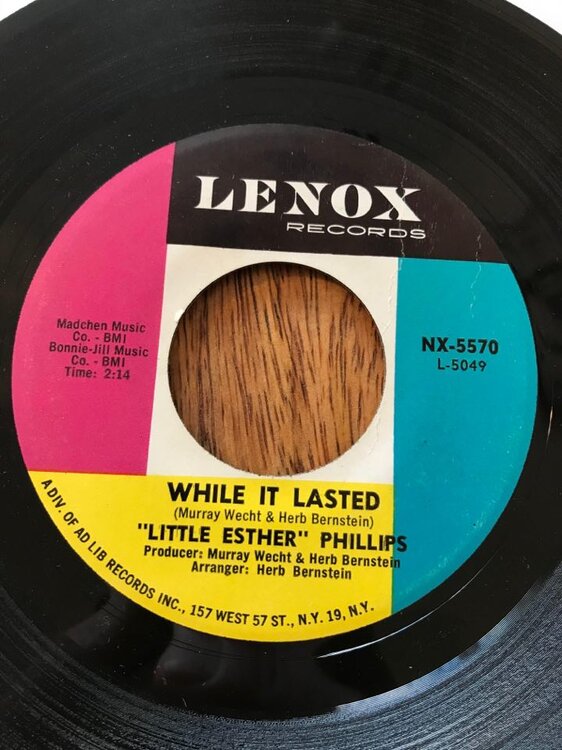 LENOX
RECORDS
Madchen Music
Co. - BMI
Bonnie-Jill Music
Co. - BMI
Time: 2:14
NX-5570
L-5049
WHILE IT LASTED
(Murray Wecht & Herb Bernstein)
"LITTLE ESTHER" PHILLIPS
Producer: Murray Wecht & Herb Bernstein
Arranger: Herb Bernstein
A DIV. OF AD LIB RECORDS INC., 157 WEST 57 ST., N.Y. 19, N.Y.